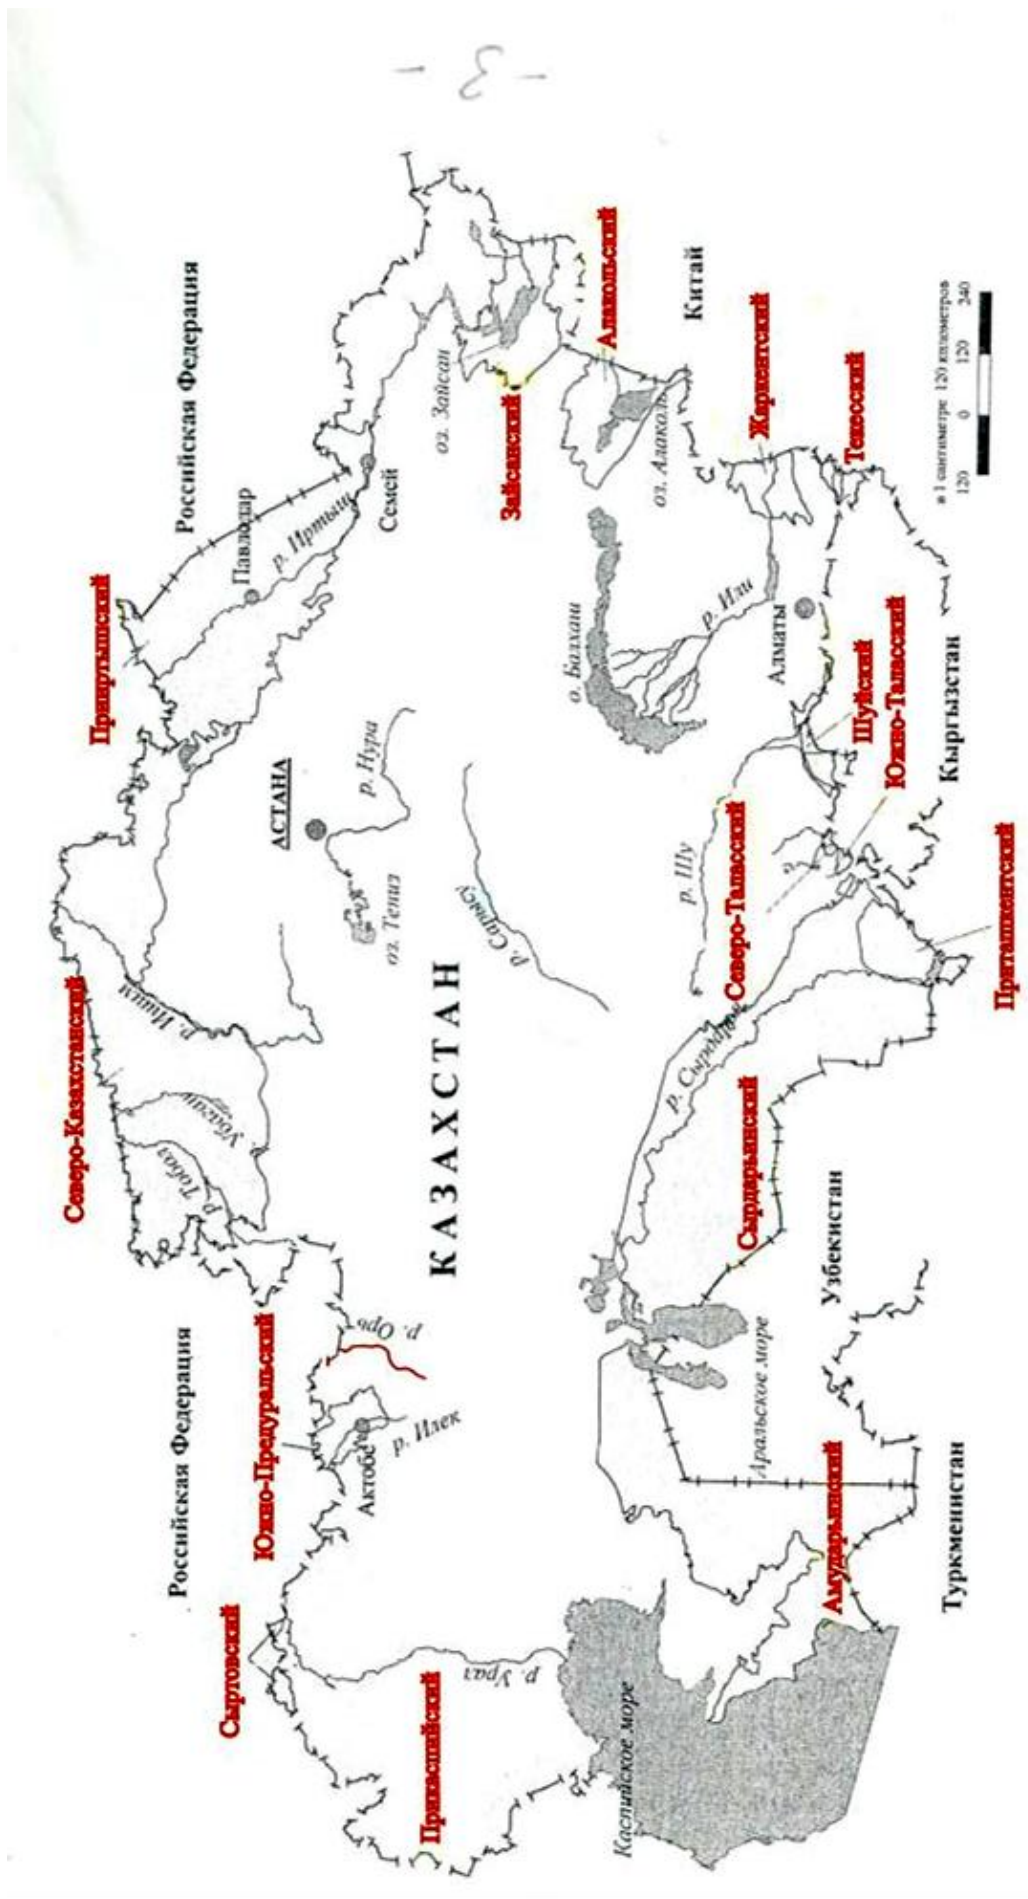 - 3 -
Российская Федерация
Российская Федерация
Сыртовский
Южно-Предуральский
Северо-Казахстанский
Прииртышский
Прикаспийский
р. Урал
Актобе
р. Илек
р. Орь
р. Тобол
р. Убаган
р. Ишим
АСТАНА
оз. Тениз
р. Нура
Павлодар
р. Иртыш
Семей
оз. Зайсан
Зайсанский
КАЗАХСТАН
р. Сарысу
о. Балхаш
р. Или
оз. Алаколь
Алакольский
Китай
Жаркентский
Текесский
Алматы
Каспийское море
Аральское море
р. Сырдарья
р. Шу
Северо-Таласский
Сырдарьинский
Шуйский
Южно-Таласский
Амударьинский
Узбекистан
Кыргызстан
Приташкентский
Туркменистан
в 1 сантиметре 120 километров
120 0 120 240